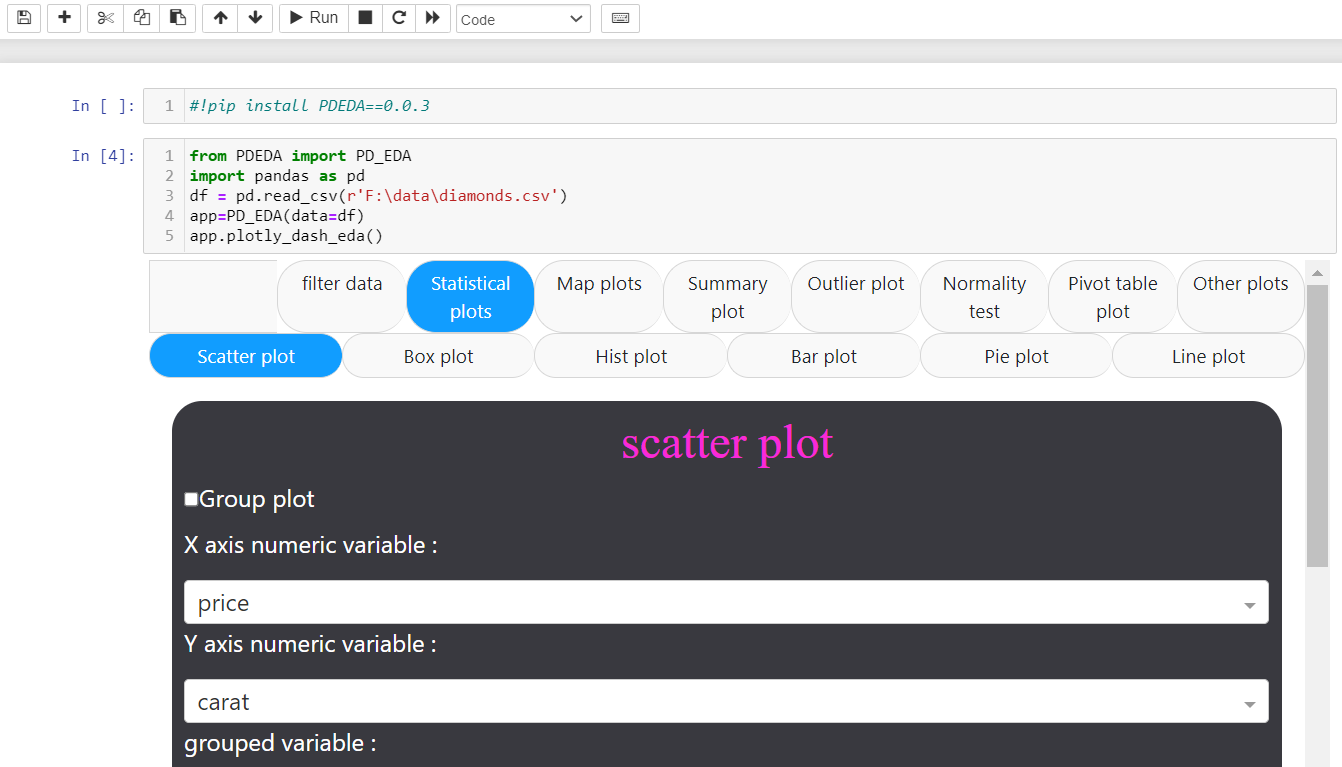 Run
Code
In [ ]:
1 #!pip install PDEDA==0.0.3
In [4]:
1 from PDEDA import PD_EDA
2 import pandas as pd
3 df = pd.read_csv(r'F:\data\diamonds.csv')
4 app=PD_EDA(data=df)
5 app.plotly_dash_eda()
filter data
Statistical
plots
Map plots
Summary
plot
Outlier plot
Normality
test
Pivot table
plot
Other plots
Scatter plot
Box plot
Hist plot
Bar plot
Pie plot
Line plot
scatter plot
Group plot
X axis numeric variable :
price
Y axis numeric variable :
carat
grouped variable :